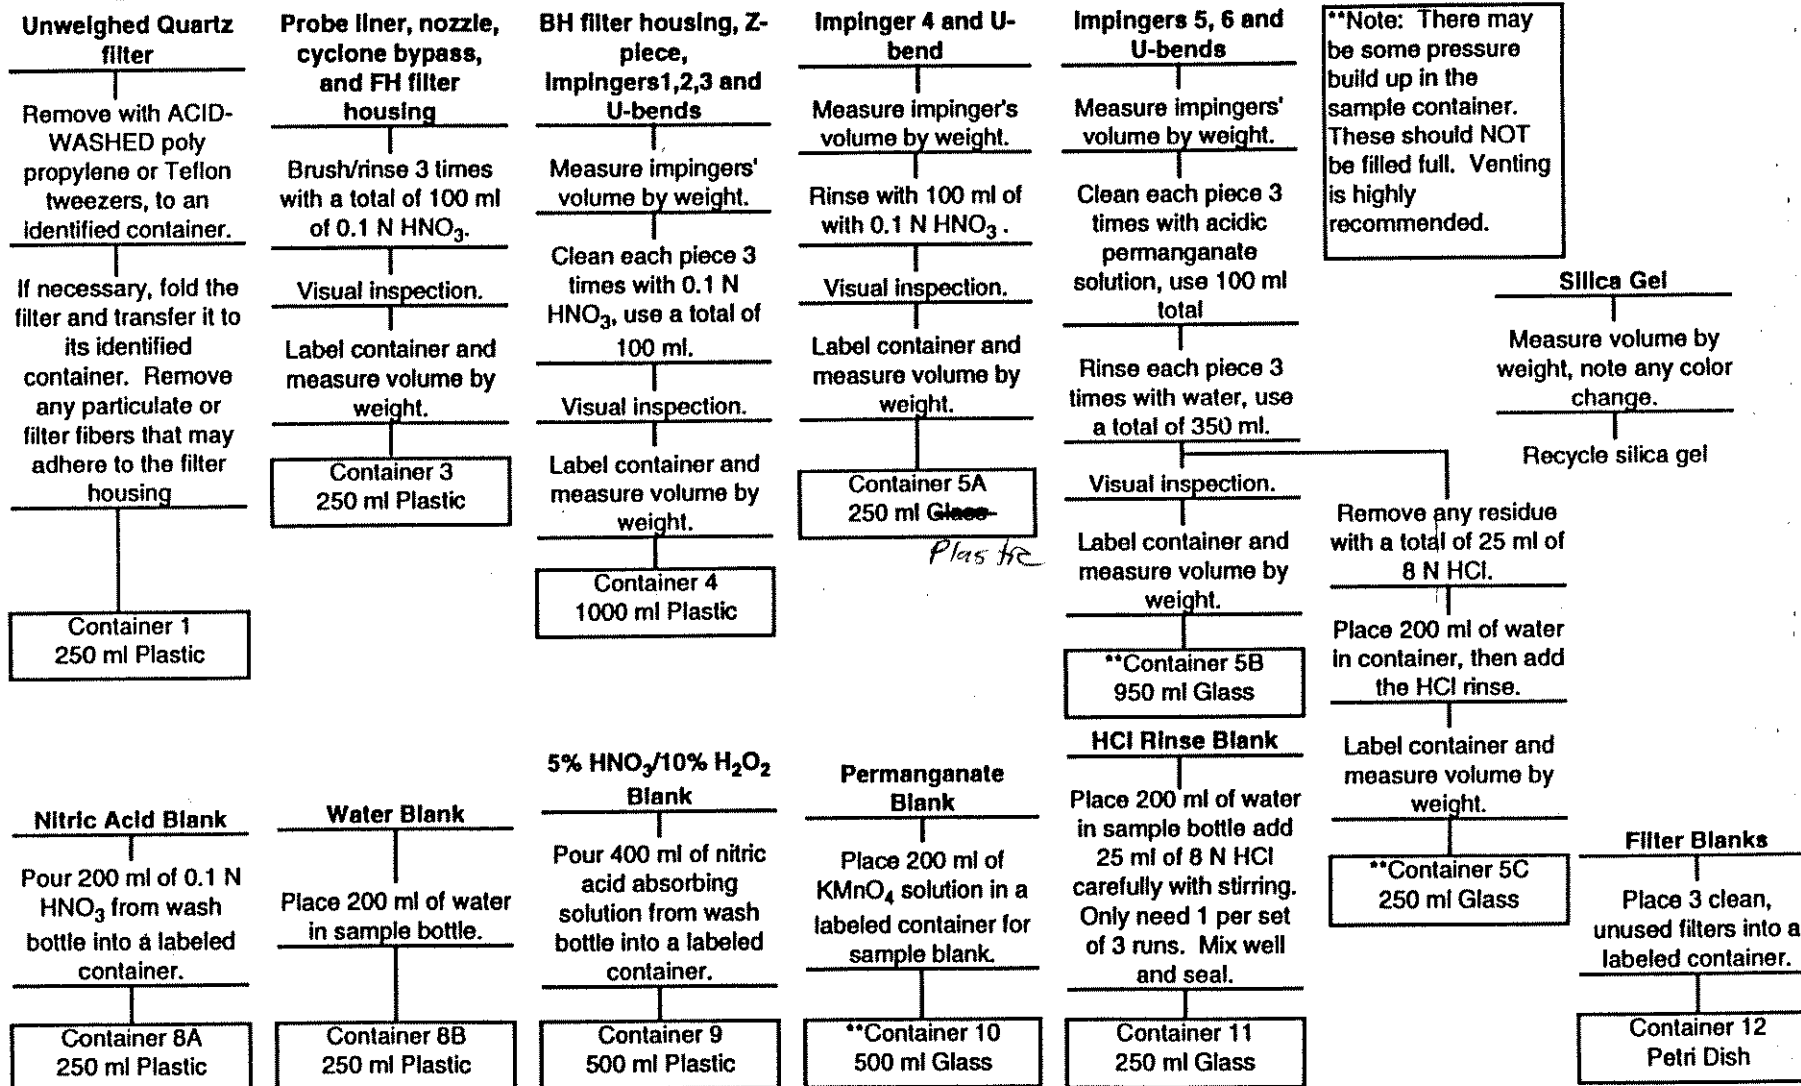 Unweighed Quartz
filter
Remove with ACID-
WASHED poly
propylene or Teflon
tweezers, to an
identified container.
If necessary, fold the
filter and transfer it to
its identified
container. Remove
any particulate or
filter fibers that may
adhere to the filter
housing
Container 1
250 ml Plastic
Probe liner, nozzle,
cyclone bypass,
and FH filter
housing
Brush/rinse 3 times
with a total of 100 ml
of 0.1 N HNO₃.
Visual inspection.
Label container and
measure volume by
weight.
Container 3
250 ml Plastic
BH filter housing, Z-
piece,
Impingers1,2,3 and
U-bends
Measure impingers'
volume by weight.
Clean each piece 3
times with 0.1 N
HNO₃, use a total of
100 ml.
Visual inspection.
Label container and
measure volume by
weight.
Container 4
1000 ml Plastic
Impinger 4 and U-
bend
Measure impinger's
volume by weight.
Rinse with 100 ml of
with 0.1 N HNO₃ .
Visual inspection.
Label container and
measure volume by
weight.
Container 5A
250 ml Glass
Plastic
Impingers 5, 6 and
U-bends
Measure impingers'
volume by weight.
Clean each piece 3
times with acidic
permanganate
solution, use 100 ml
total
Rinse each piece 3
times with water, use
a total of 350 ml.
Visual inspection.
Label container and
measure volume by
weight.
**Container 5B
950 ml Glass
Remove any residue
with a total of 25 ml of
8 N HCl.
Place 200 ml of water
in container, then add
the HCl rinse.
Label container and
measure volume by
weight.
**Container 5C
250 ml Glass
**Note: There may
be some pressure
build up in the
sample container.
These should NOT
be filled full. Venting
is highly
recommended.
Silica Gel
Measure volume by
weight, note any color
change.
Recycle silica gel
Nitric Acid Blank
Pour 200 ml of 0.1 N
HNO₃ from wash
bottle into a labeled
container.
Container 8A
250 ml Plastic
Water Blank
Place 200 ml of water
in sample bottle.
Container 8B
250 ml Plastic
5% HNO₃/10% H₂O₂
Blank
Pour 400 ml of nitric
acid absorbing
solution from wash
bottle into a labeled
container.
Container 9
500 ml Plastic
Permanganate
Blank
Place 200 ml of
KMnO₄ solution in a
labeled container for
sample blank.
**Container 10
500 ml Glass
HCl Rinse Blank
Place 200 ml of water
in sample bottle add
25 ml of 8 N HCl
carefully with stirring.
Only need 1 per set
of 3 runs. Mix well
and seal.
Container 11
250 ml Glass
Filter Blanks
Place 3 clean,
unused filters into a
labeled container.
Container 12
Petri Dish